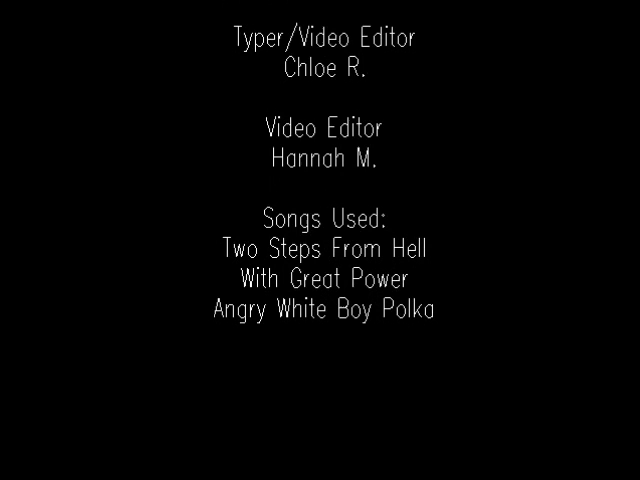 Typer/Video Editor
Chloe R.
Video Editor
Hannah M.
Songs Used:
Two Steps From Hell
With Great Power
Angry White Boy Polka